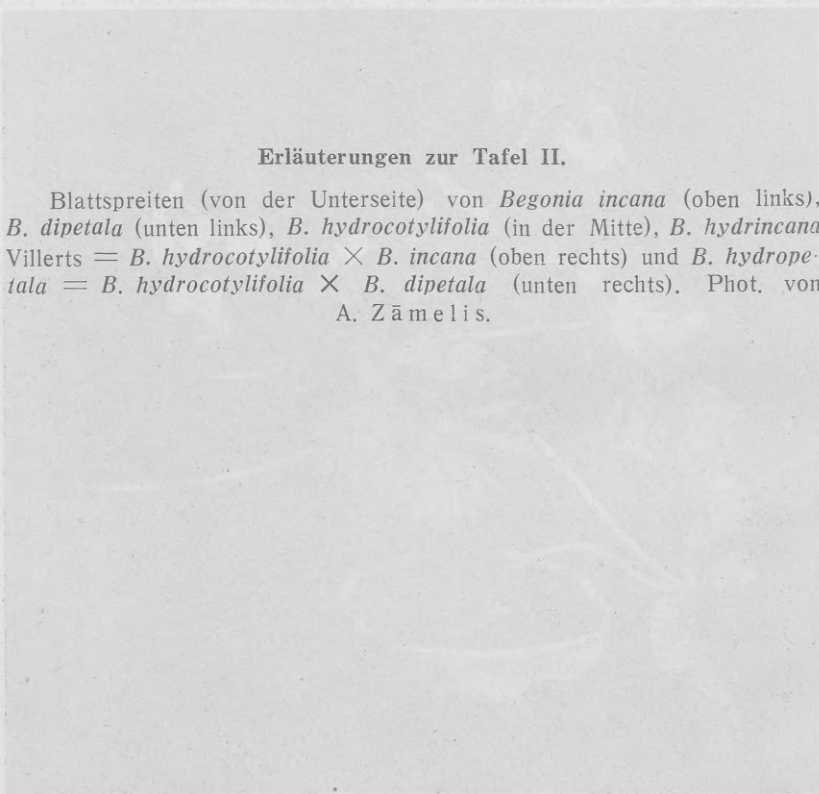 Erläuterungen zur Tafel II.
Blattspreiten (von der Unterseite) von Begonia incana (oben links),
B. dipetala (unten links), B. hydrocotylifolia (in der Mitte), B. hydrincana
Villerts = B. hydrocotylifolia × B. incana (oben rechts) und B. hydrope-
tala = B. hydrocotylifolia × B. dipetala (unten rechts). Phot. von
A. Zāmelis.